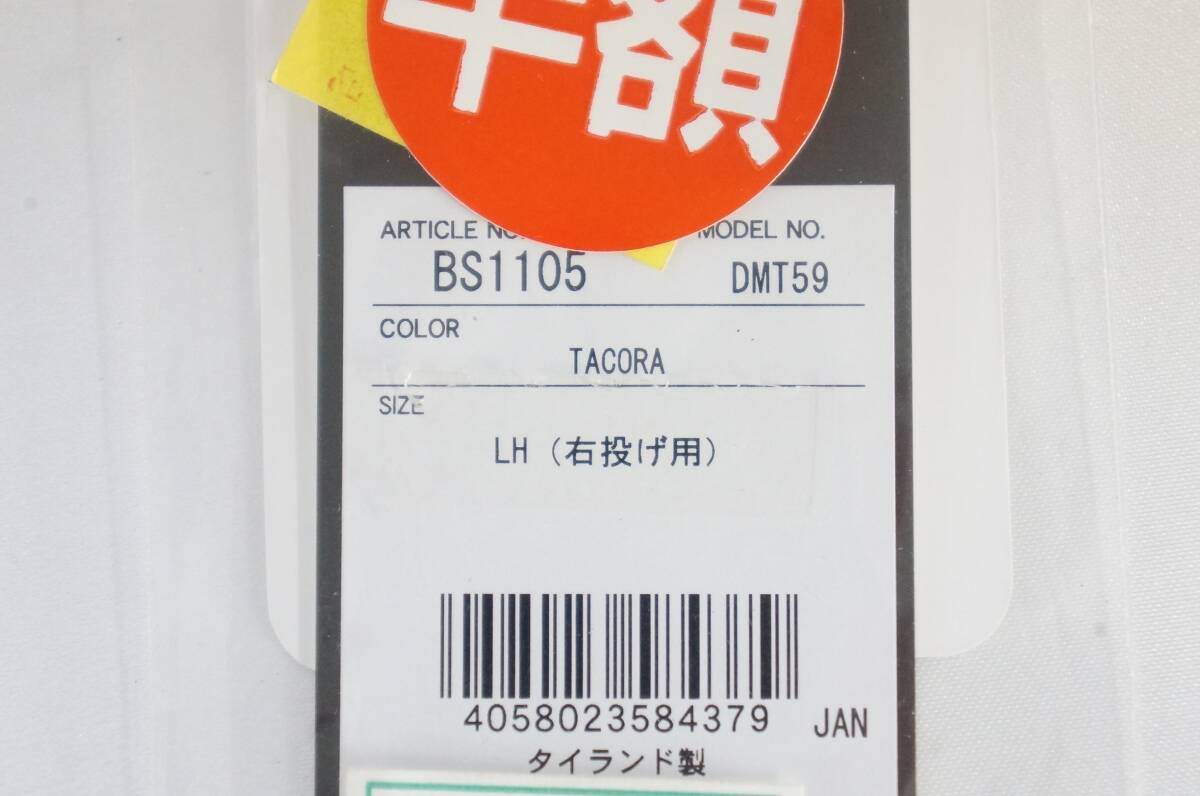 半額
ARTICLE NO. MODEL NO.
BS1105 DMT59
COLOR
TACORA
SIZE
LH（右投げ用）
4058023584379 JAN
タイランド製